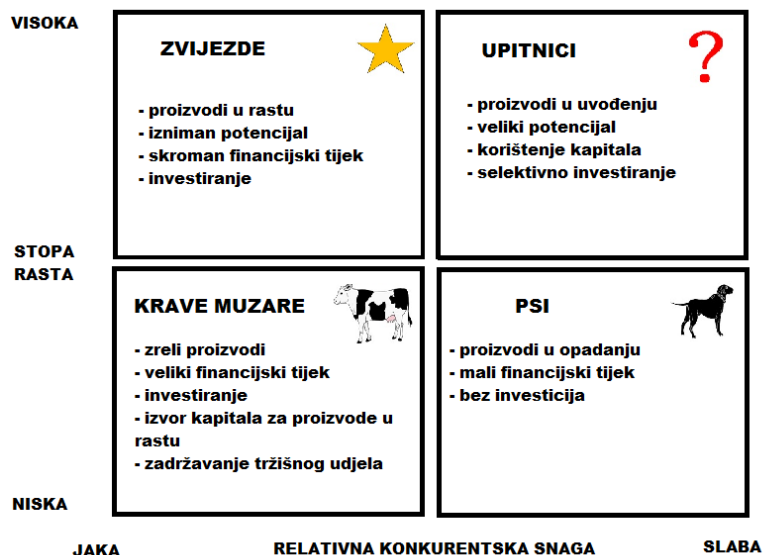 VISOKA
ZVIJEZDE
- proizvodi u rastu
- izniman potencijal
- skroman financijski tijek
- investiranje
UPITNICI
?
- proizvodi u uvođenju
- veliki potencijal
- korištenje kapitala
- selektivno investiranje
STOPA
RASTA
KRAVE MUZARE
- zreli proizvodi
- veliki financijski tijek
- investiranje
- izvor kapitala za proizvode u
rastu
- zadržavanje tržišnog udjela
PSI
- proizvodi u opadanju
- mali financijski tijek
- bez investicija
NISKA
JAKA
RELATIVNA KONKURENTSKA SNAGA
SLABA